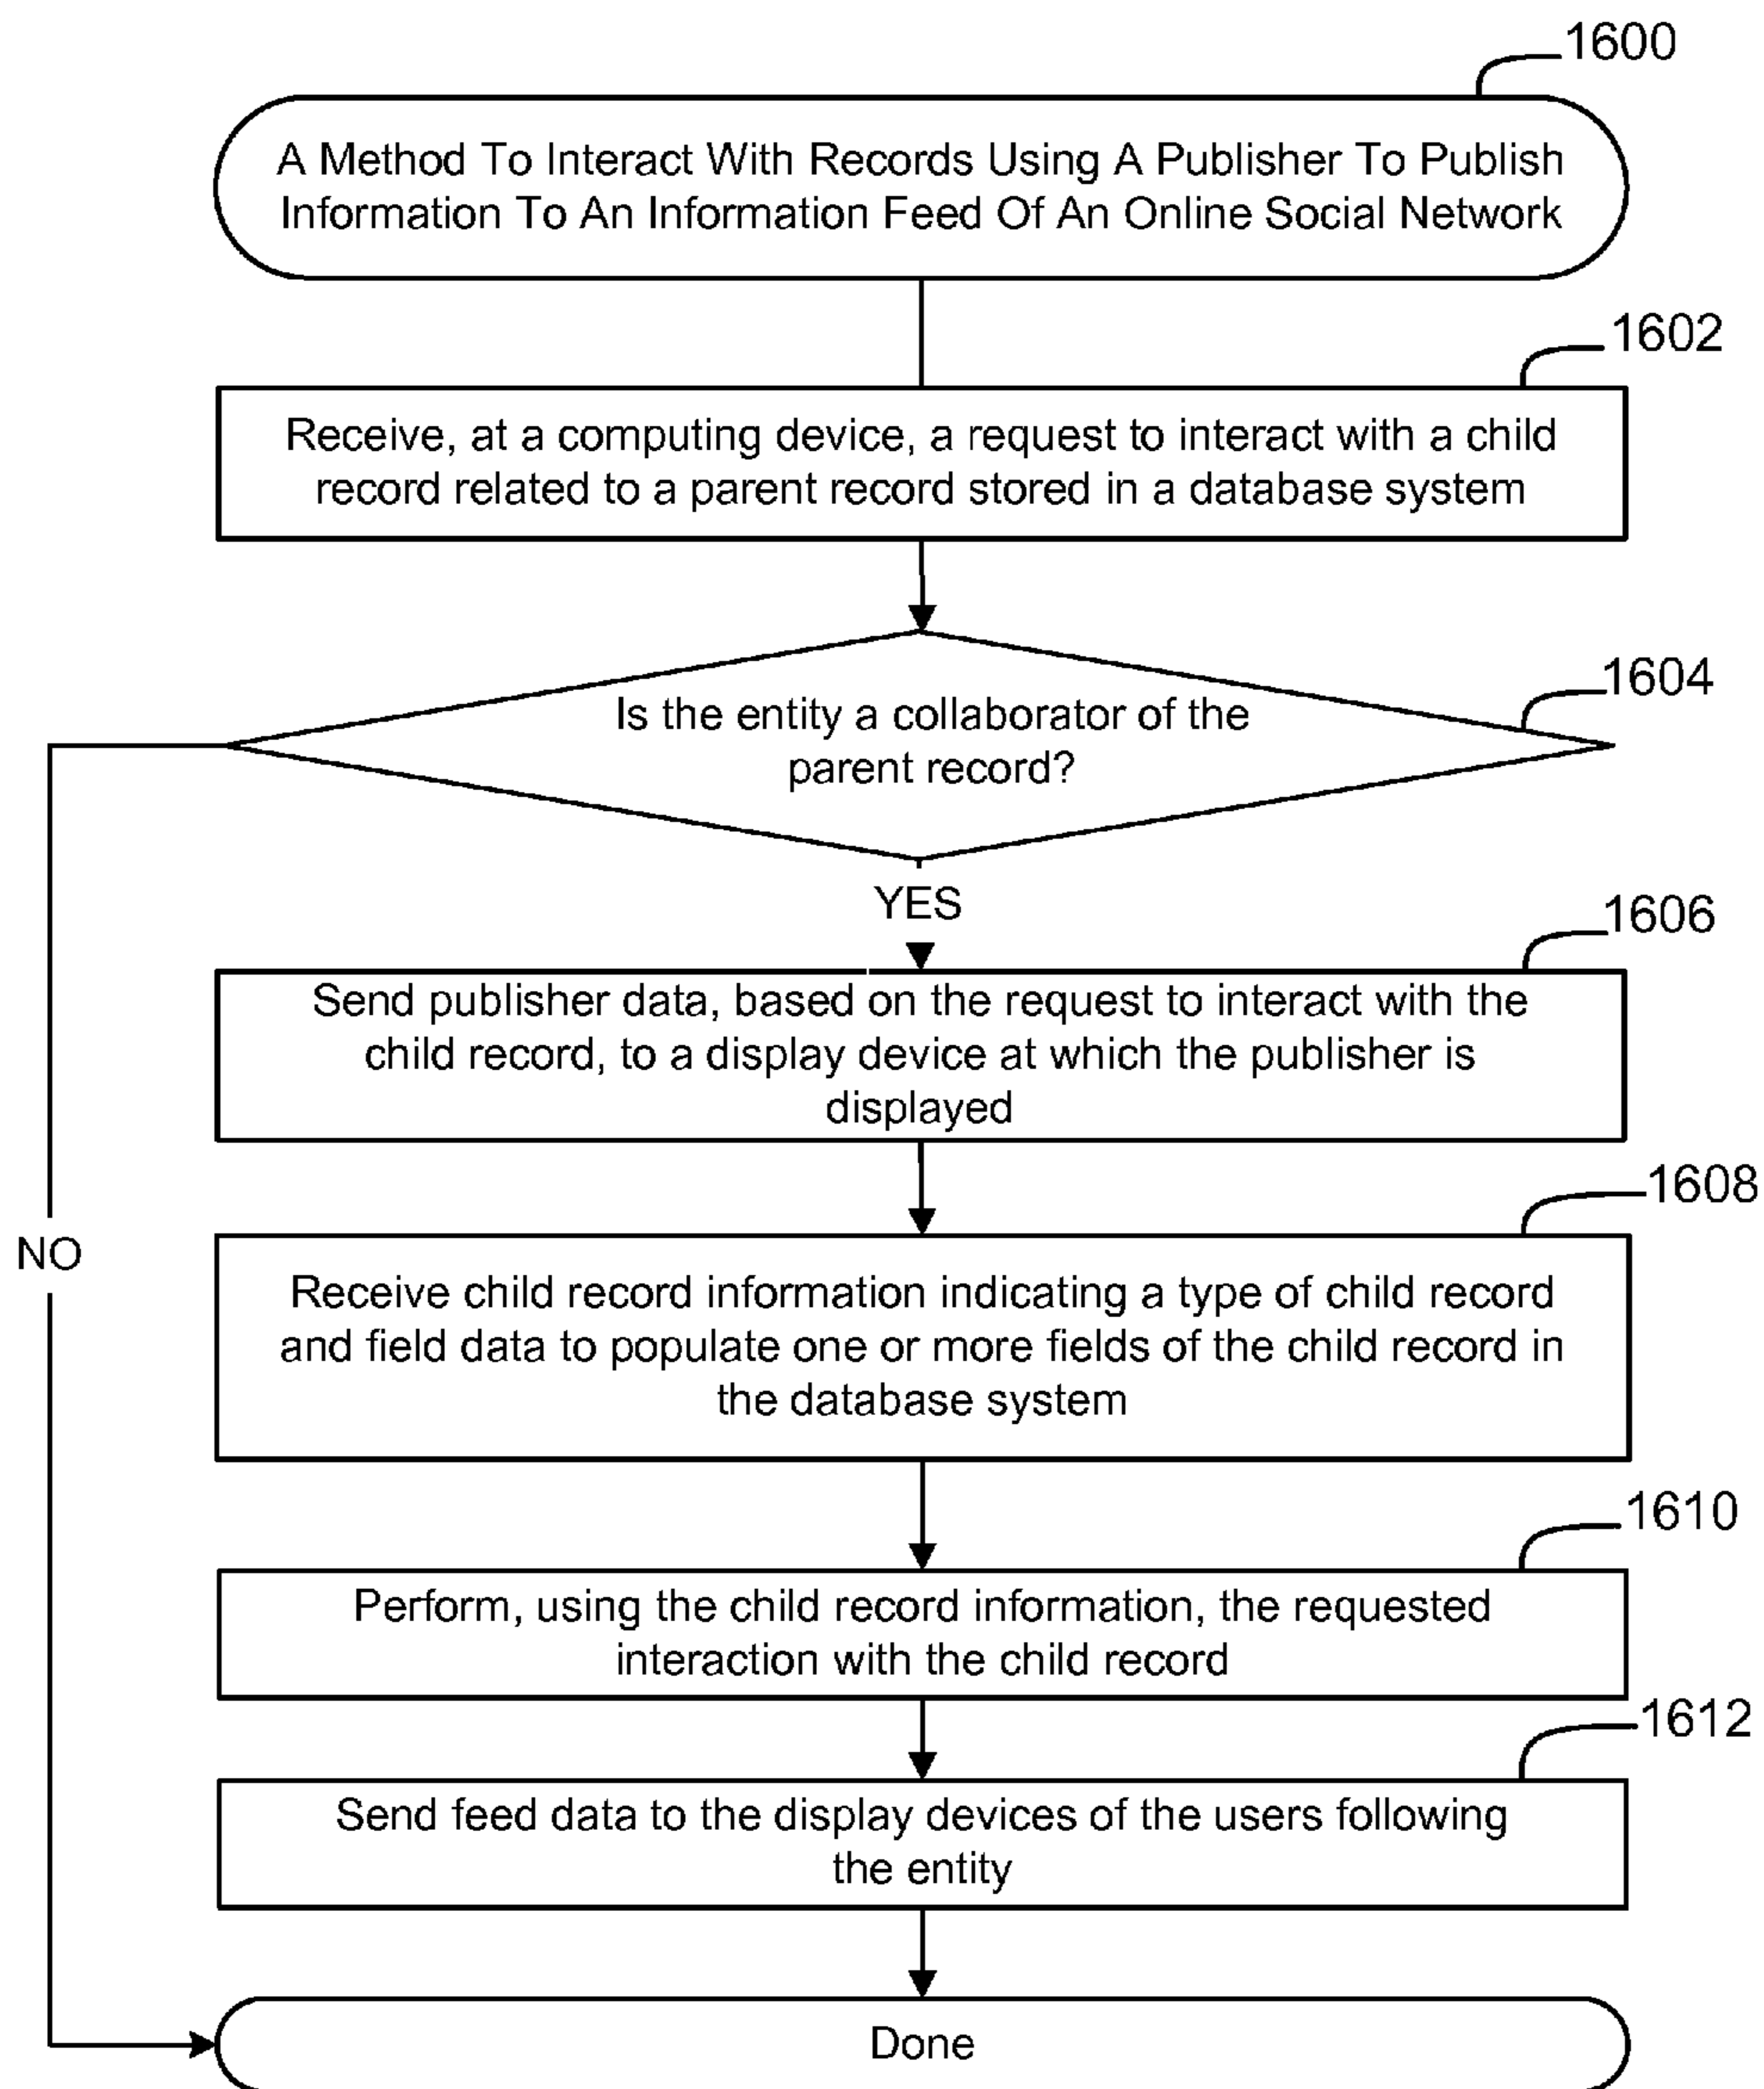 1600
A Method To Interact With Records Using A Publisher To Publish
Information To An Information Feed Of An Online Social Network
1602
Receive, at a computing device, a request to interact with a child
record related to a parent record stored in a database system
1604
Is the entity a collaborator of the
parent record?
YES
1606
Send publisher data, based on the request to interact with the
child record, to a display device at which the publisher is
displayed
1608
NO
Receive child record information indicating a type of child record
and field data to populate one or more fields of the child record in
the database system
1610
Perform, using the child record information, the requested
interaction with the child record
1612
Send feed data to the display devices of the users following
the entity
Done